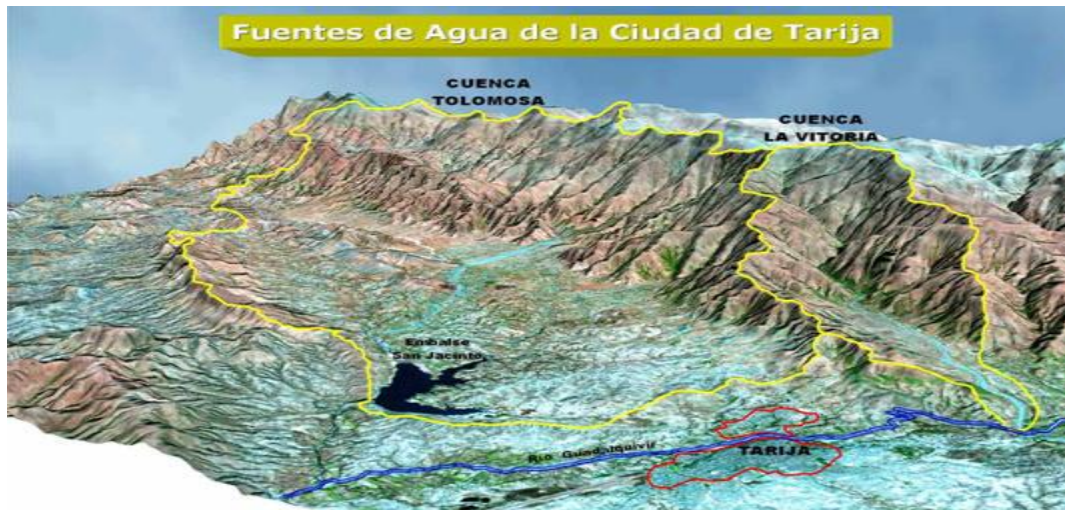 Fuentes de Agua de la Ciudad de Tarija
CUENCA
TOLOMOSA
CUENCA
LA VITORIA
Embalse
San Jacinto
Rio Guadalquivir
TARIJA